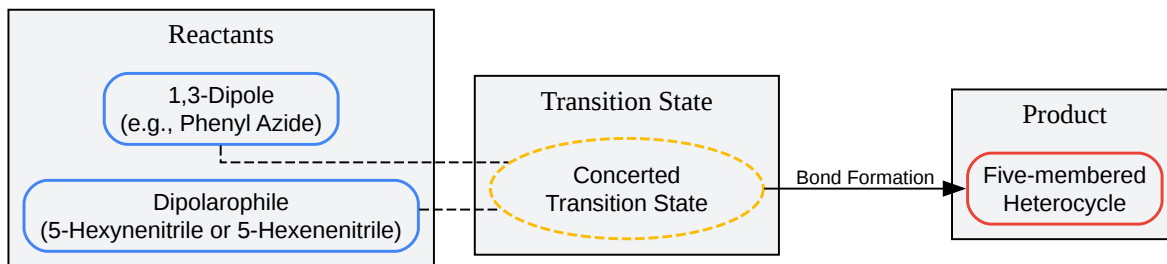 Reactants
1,3-Dipole
(e.g., Phenyl Azide)
Dipolarophile
(5-Hexynenitrile or 5-Hexenenitrile)
Transition State
Concerted
Transition State
Bond Formation
Product
Five-membered
Heterocycle